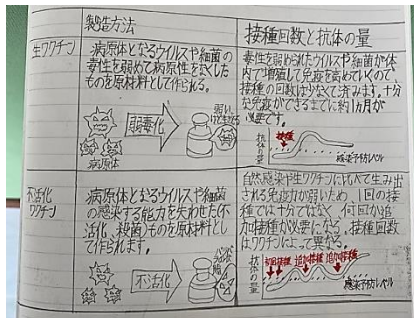 製造方法
接種回数と抗体の量
生ワクチン
病原体となるウイルスや細菌の
毒性を弱めて病原性をなくした
ものを原材料として作られる。
弱毒化
病原体
毒性を弱められたウイルスや細菌が体
内で増殖して免疫を高めていくので、
接種の回数は少なくて済みます。十分
な免疫ができるまでに約1ヵ月が
必要です。
抗体の量
接種
感染予防レベル
不活化
ワクチン
病原体となるウイルスや細菌
の感染する能力を失わせた(不
活化、殺菌)ものを原材料とし
て作られます。
不活化
自然感染や生ワクチンに比べて生み出
される免疫力が弱いため、1回の接
種では十分ではなく、何回か追
加接種が必要になる。接種回数
はワクチンによって異なる。
抗体の量
初回接種
追加接種
追加接種
感染予防レベル